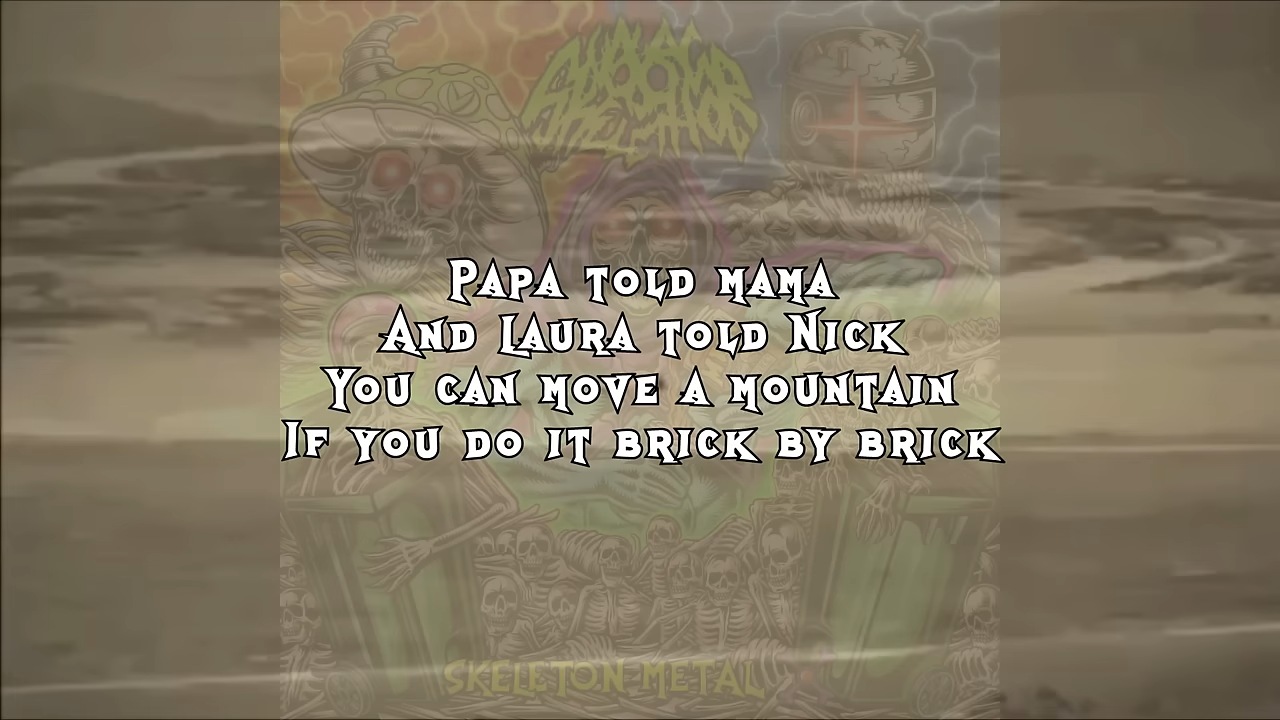 Papa told mama
And Laura told Nick
You can move a mountain
If you do it brick by brick
SKELETON METAL